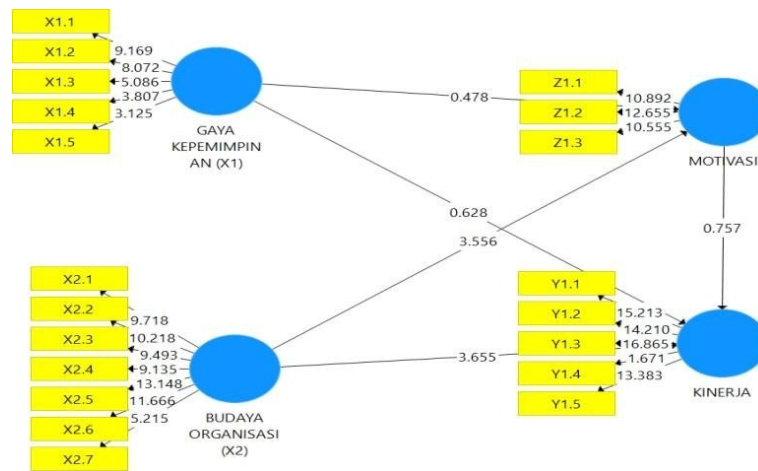 X1.1
X1.2
X1.3
X1.4
X1.5
9.169
8.072
5.086
3.807
3.125
GAYA
KEPEMIMPIN
AN (X1)
0.478
Z1.1
Z1.2
Z1.3
10.892
12.655
10.555
MOTIVASI
0.628
3.556
0.757
X2.1
X2.2
X2.3
X2.4
X2.5
X2.6
X2.7
9.718
10.218
9.493
9.135
13.148
11.666
5.215
BUDAYA
ORGANISASI
(X2)
3.655
Y1.1
Y1.2
Y1.3
Y1.4
Y1.5
15.213
14.210
16.865
1.671
13.383
KINERJA